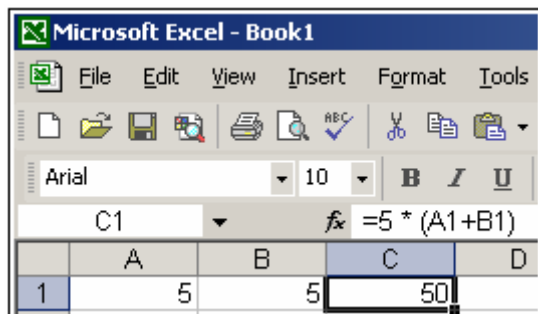 Microsoft Excel - Book1
File Edit View Insert Format Tools
ABC
Arial 10 B I U
C1 fx =5 * (A1+B1)
A B C D
1 5 5 50